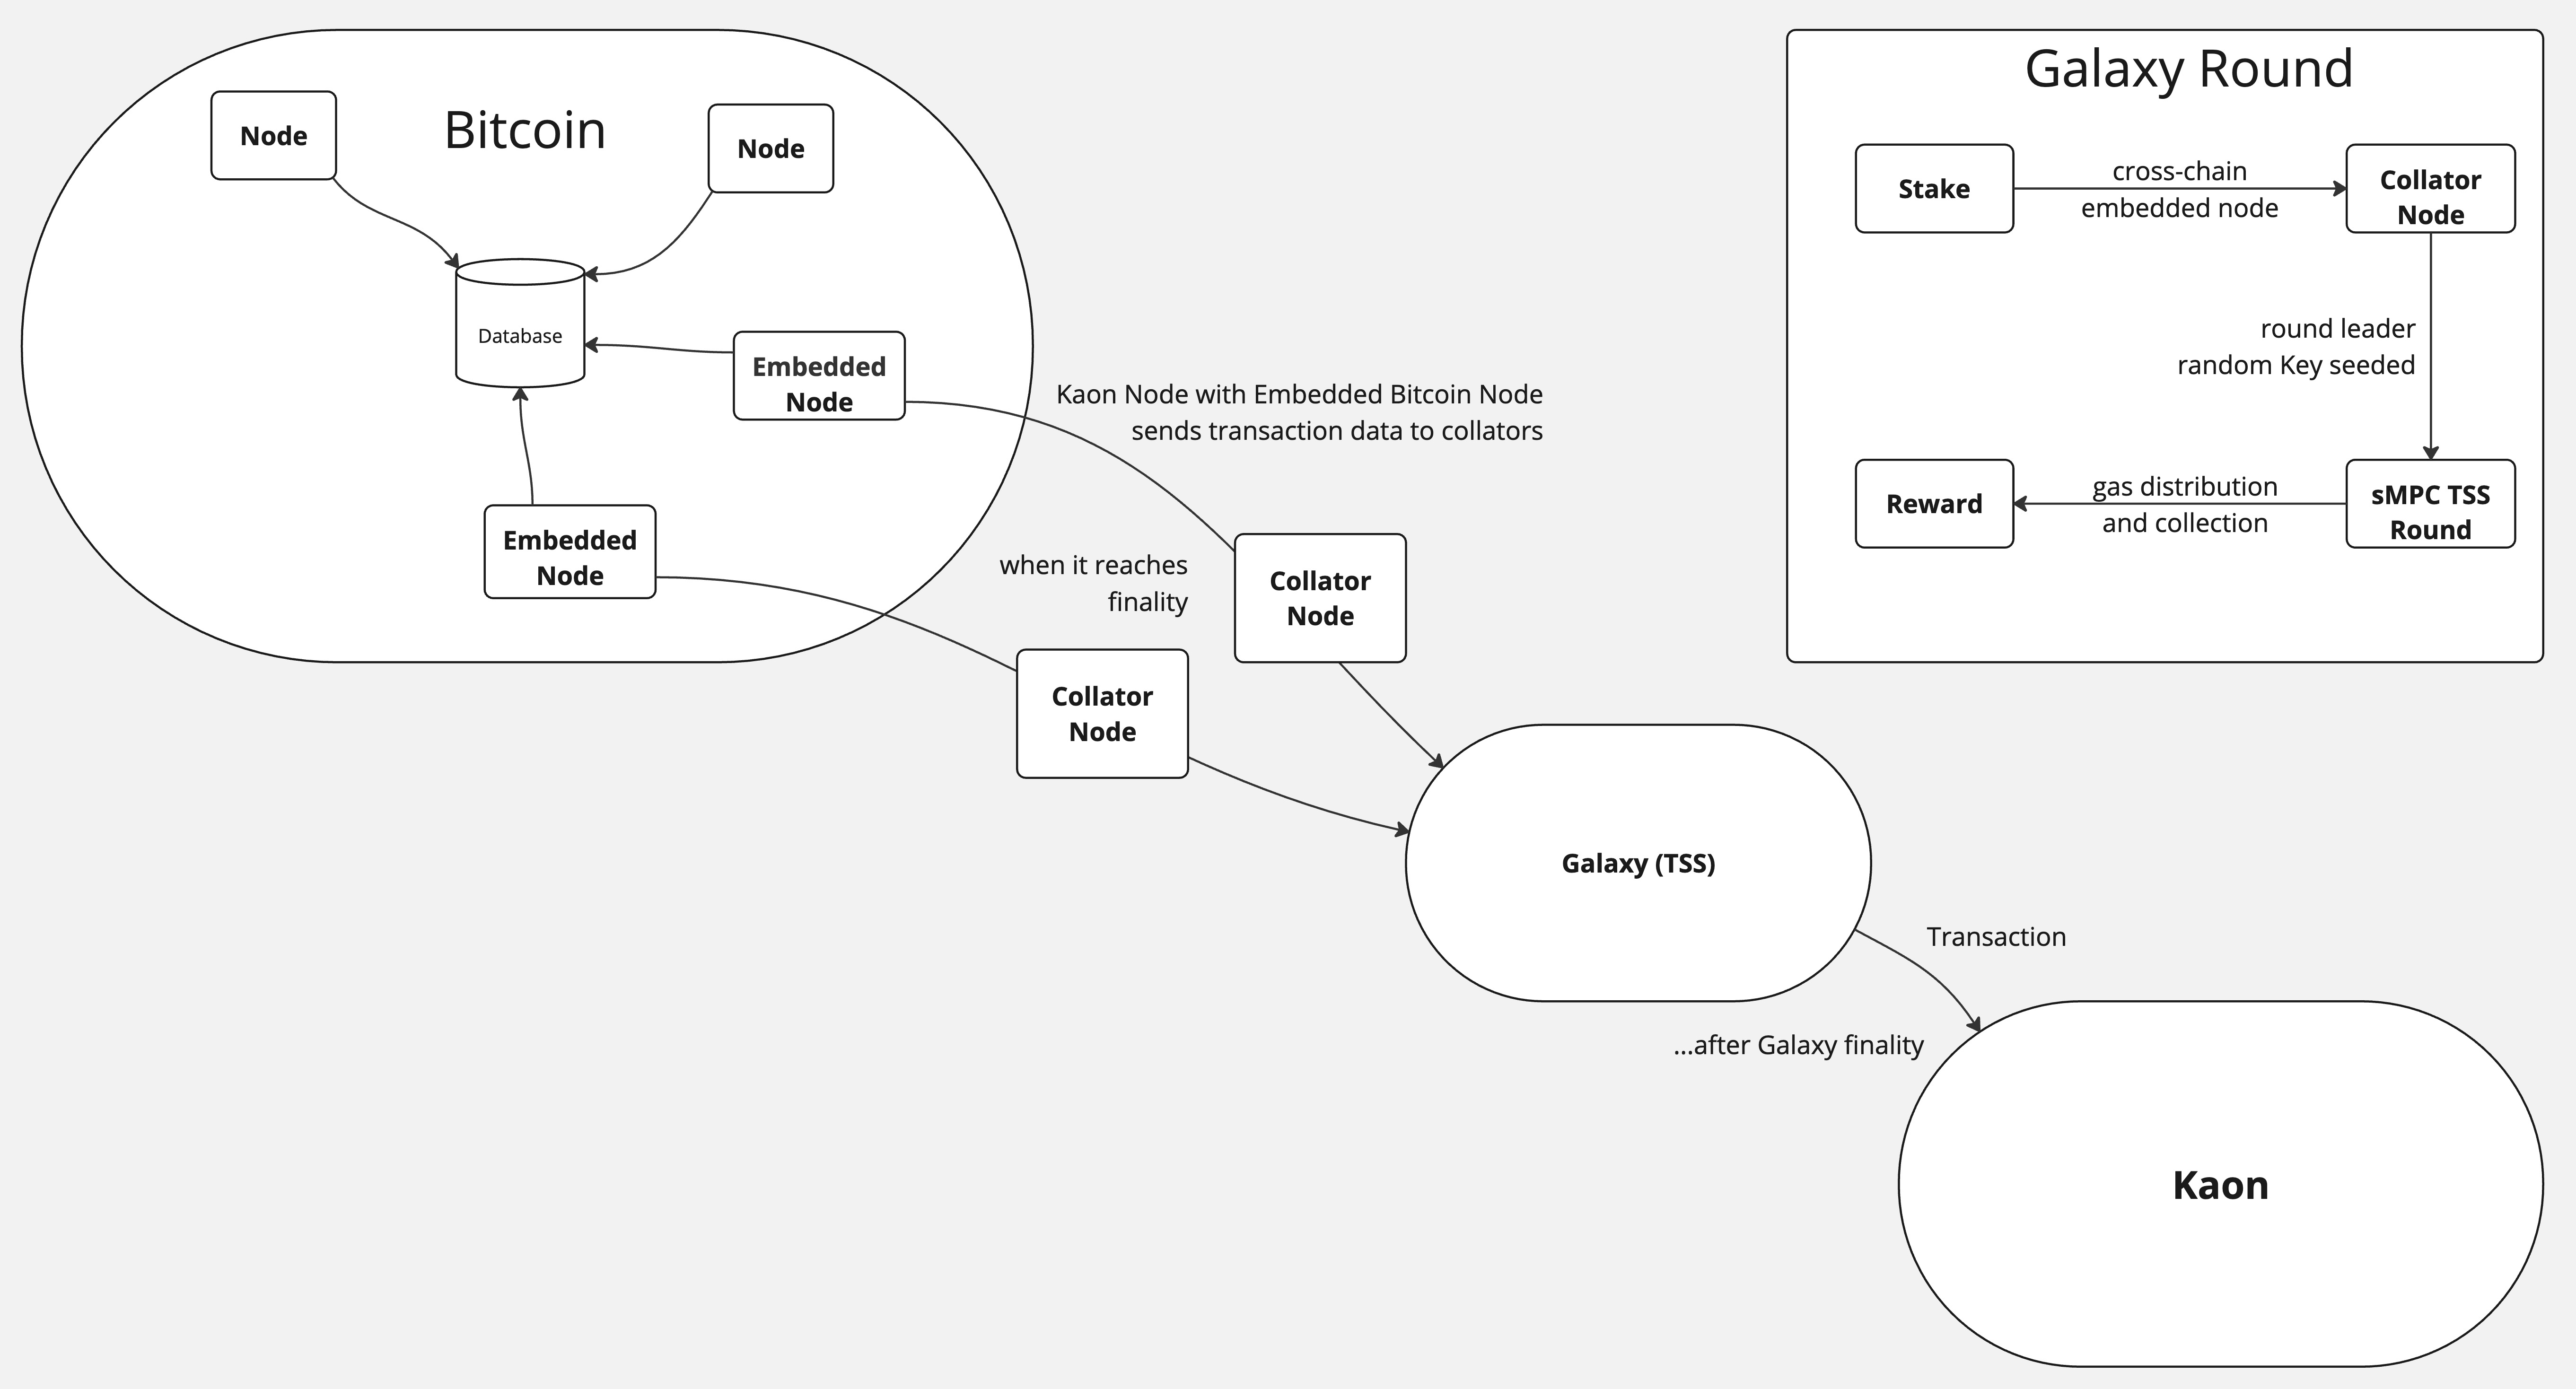 Bitcoin
Node
Node
Database
Embedded
Node
Embedded
Node
Kaon Node with Embedded Bitcoin Node
sends transaction data to collators
when it reaches
finality
Collator
Node
Collator
Node
Galaxy (TSS)
Transaction
...after Galaxy finality
Kaon
Galaxy Round
Stake
cross-chain
embedded node
Collator
Node
round leader
random Key seeded
sMPC TSS
Round
gas distribution
and collection
Reward